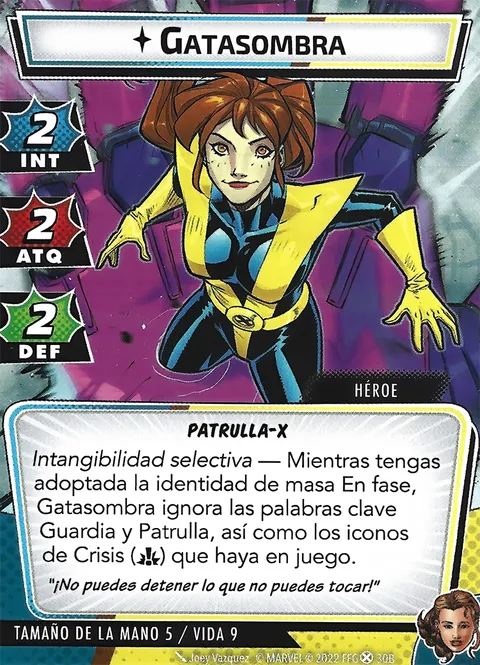 GATASOMBRA
2
INT
2
ATQ
2
DEF
HÉROE
PATRULLA-X
Intangibilidad selectiva — Mientras tengas
adoptada la identidad de masa En fase,
Gatasombra ignora las palabras clave
Guardia y Patrulla, así como los iconos
de Crisis () que haya en juego.
"¡No puedes detener lo que no puedes tocar!"
TAMAÑO DE LA MANO 5 / VIDA 9
Joey Vazquez © MARVEL © 2022 FFG 30B